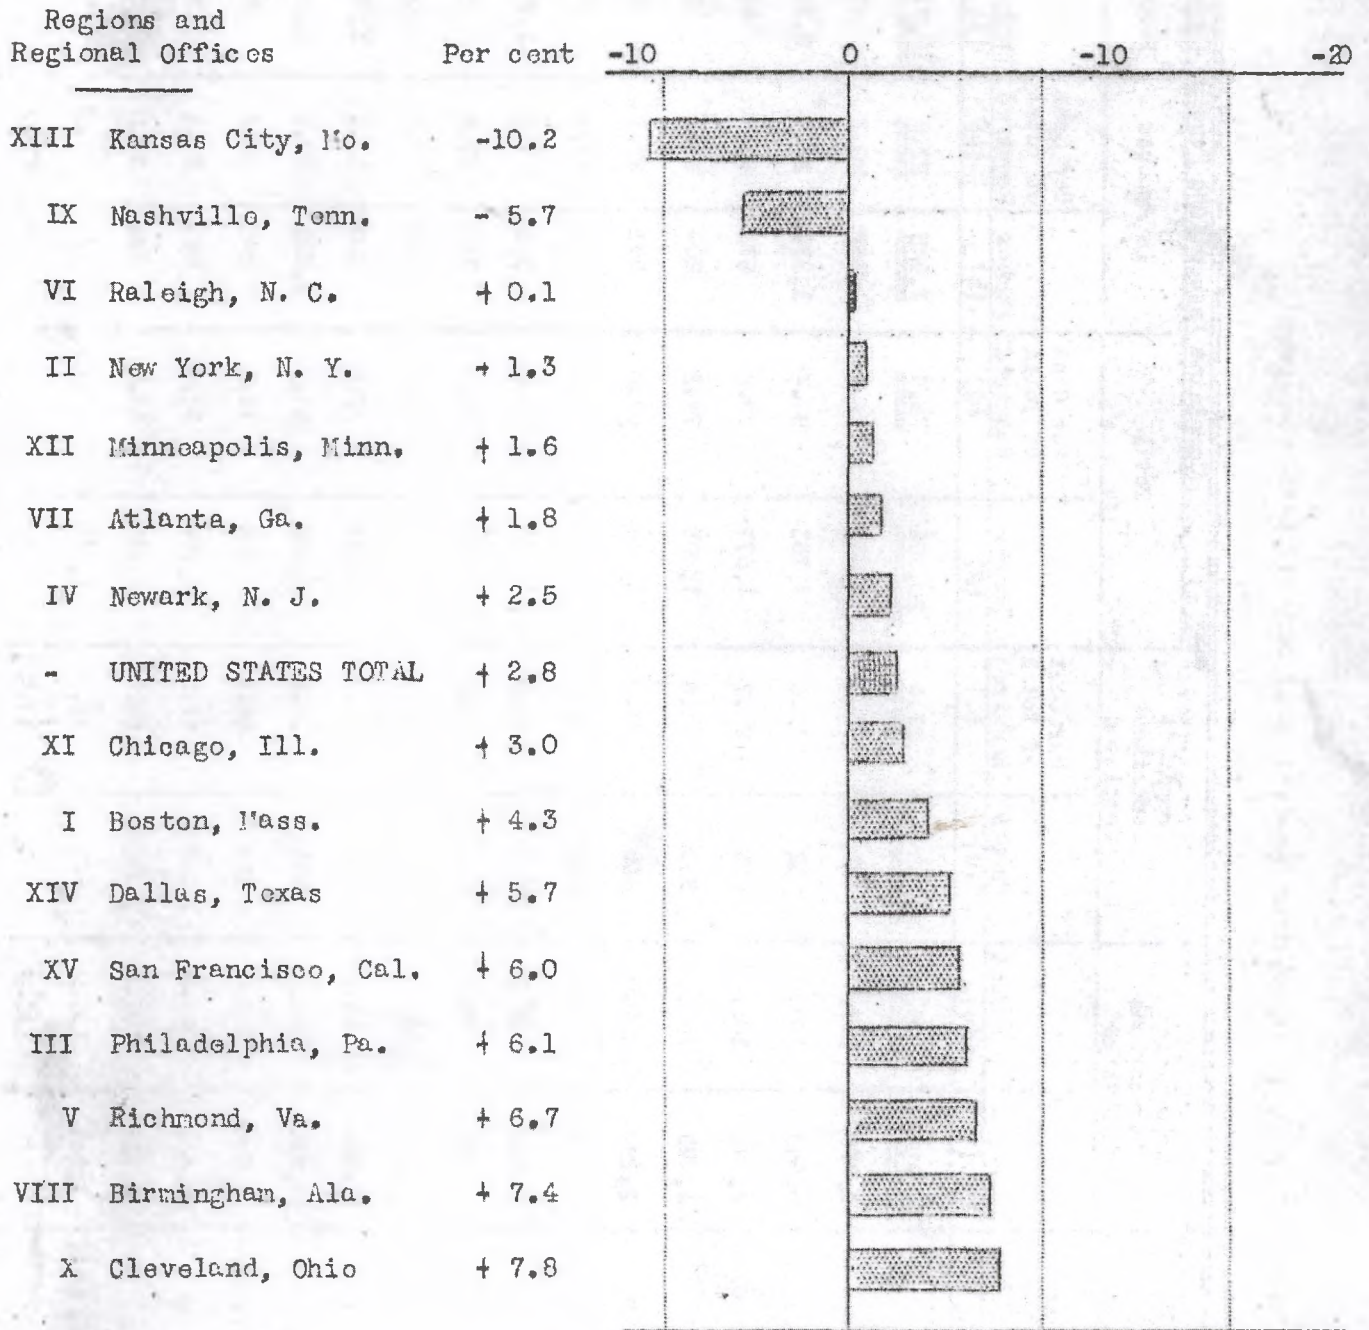 Regions and
Regional Offices Per cent -10 0 -10 -20
XIII Kansas City, Mo. -10.2
IX Nashville, Tenn. - 5.7
VI Raleigh, N. C. + 0.1
II New York, N. Y. + 1.3
XII Minneapolis, Minn. + 1.6
VII Atlanta, Ga. + 1.8
IV Newark, N. J. + 2.5
- UNITED STATES TOTAL + 2.8
XI Chicago, Ill. + 3.0
I Boston, Mass. + 4.3
XIV Dallas, Texas + 5.7
XV San Francisco, Cal. + 6.0
III Philadelphia, Pa. + 6.1
V Richmond, Va. + 6.7
VIII Birmingham, Ala. + 7.4
X Cleveland, Ohio + 7.8